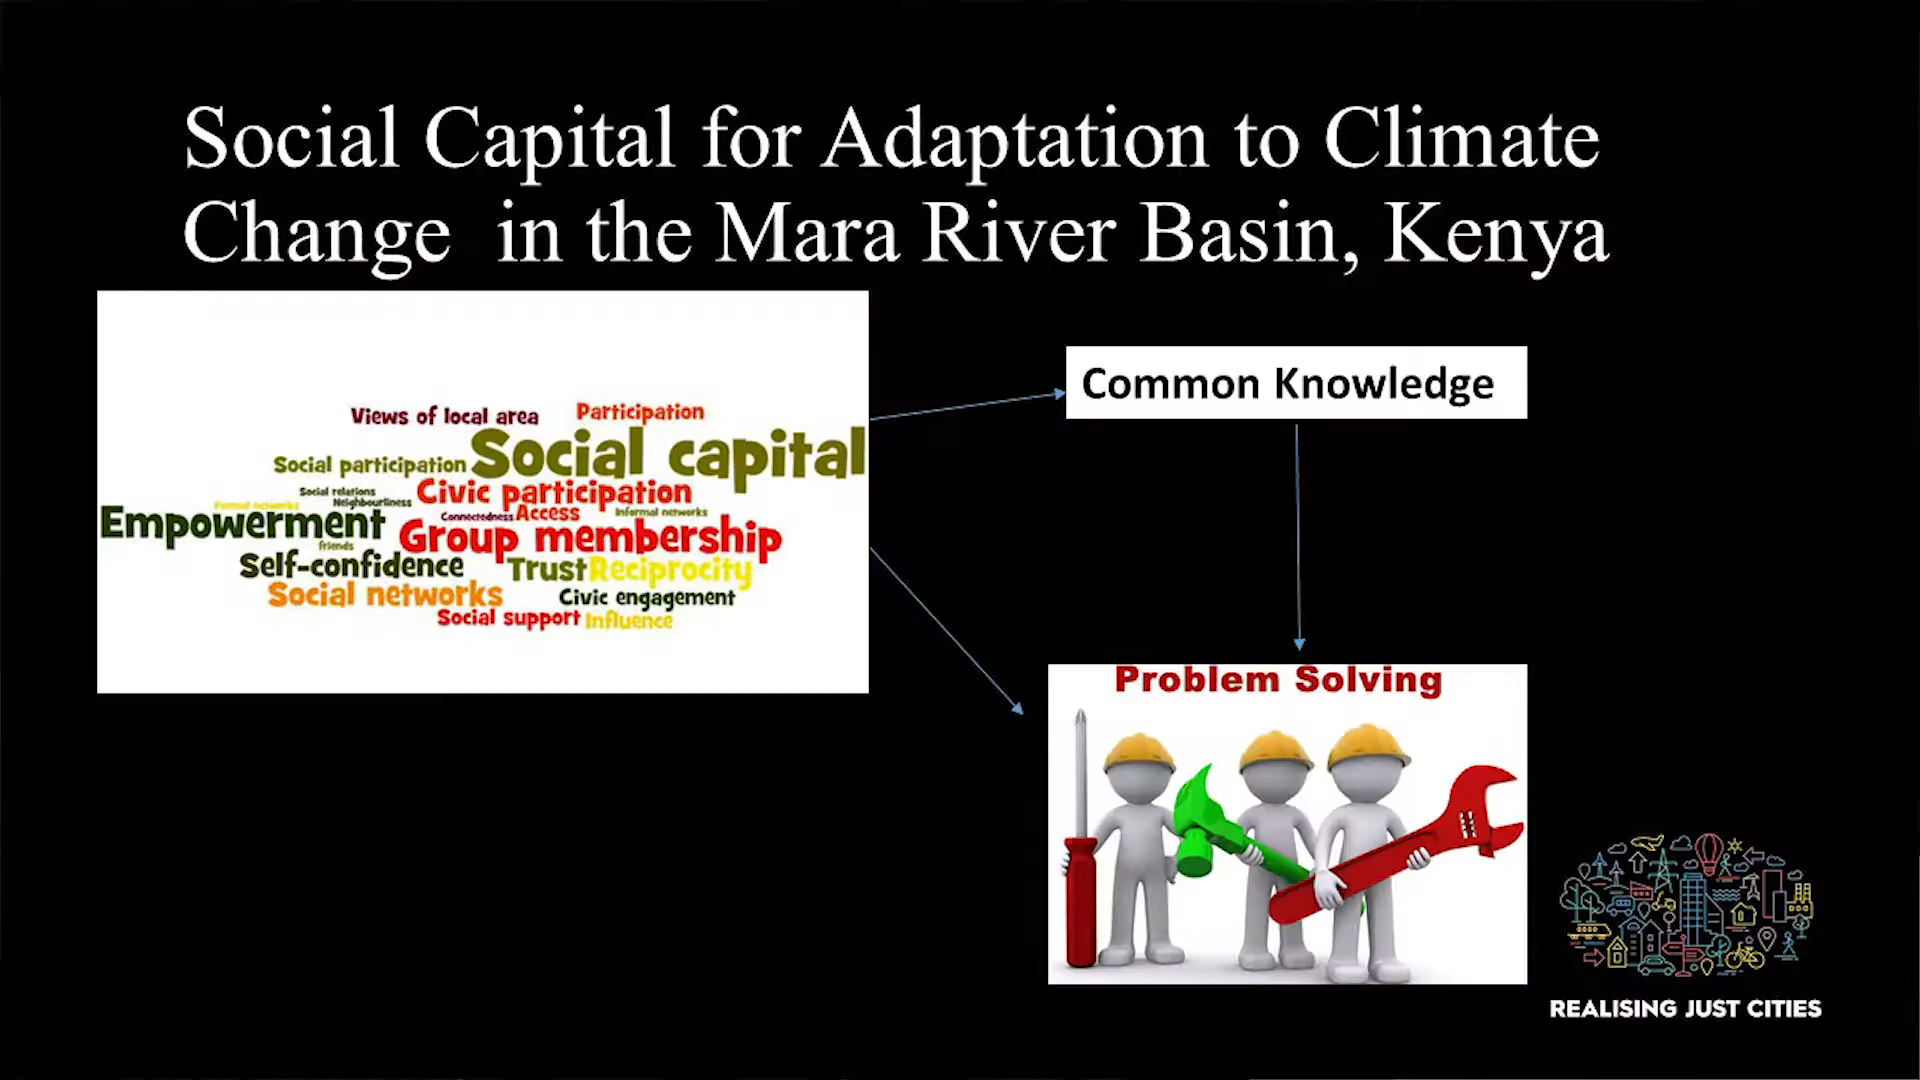 Social Capital for Adaptation to Climate
Change in the Mara River Basin, Kenya
Views of local area Participation
Social participation Social capital
Social relations Civic participation
Neighbourliness
Formal networks Connectedness Access Informal networks
Empowerment Group membership
friends
Self-confidence Trust Reciprocity
Social networks Civic engagement
Social support Influence
Common Knowledge
Problem Solving
REALISING JUST CITIES